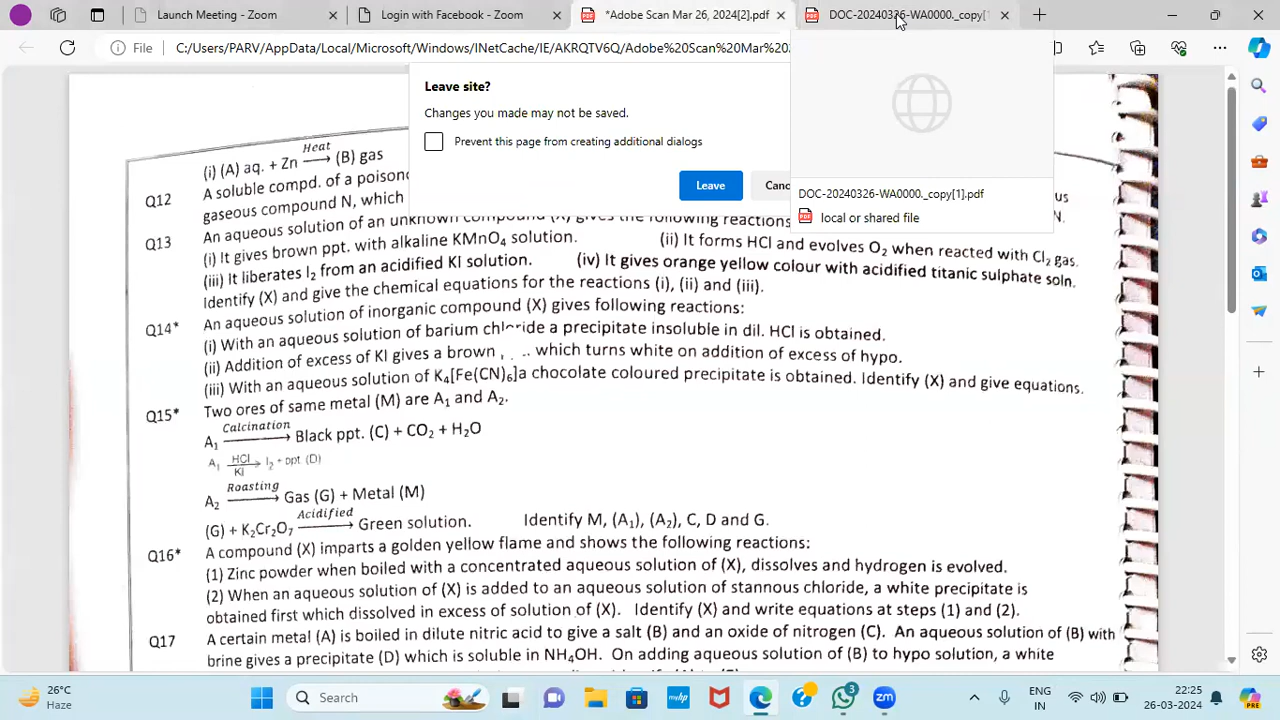 Launch Meeting - Zoom
Login with Facebook - Zoom
*Adobe Scan Mar 26, 2024[2].pdf
DOC-20240326-WA0000._copy[1
File
C:/Users/PARV/AppData/Local/Microsoft/Windows/INetCache/IE/AKRQTV6Q/Adobe%20Scan%20Mar%2
Leave site?
Changes you made may not be saved.
Prevent this page from creating additional dialogs
Leave
Canc
DOC-20240326-WA0000._copy[1].pdf
local or shared file
(i) (A) aq. + Zn Heat → (B) gas
Q12 A soluble compd. of a poisono us
gaseous compound N, which N.
Q13 An aqueous solution of an unknown compound (X) gives the following reactions
(i) It gives brown ppt. with alkaline KMnO₄ solution. (ii) It forms HCl and evolves O₂ when reacted with Cl₂ gas.
(iii) It liberates I₂ from an acidified KI solution. (iv) It gives orange yellow colour with acidified titanic sulphate soln.
Identify (X) and give the chemical equations for the reactions (i), (ii) and (iii).
Q14* An aqueous solution of inorganic compound (X) gives following reactions:
(i) With an aqueous solution of barium chloride a precipitate insoluble in dil. HCl is obtained.
(ii) Addition of excess of KI gives a brown which turns white on addition of excess of hypo.
(iii) With an aqueous solution of K₄[Fe(CN)₆]a chocolate coloured precipitate is obtained. Identify (X) and give equations.
Q15* Two ores of same metal (M) are A₁ and A₂.
A₁ Calcination → Black ppt. (C) + CO₂ + H₂O
A₁ HCl/KI → I₂ + ppt (D)
A₂ Roasting → Gas (G) + Metal (M)
(G) + K₂Cr₂O₇ Acidified → Green solution. Identify M, (A₁), (A₂), C, D and G.
Q16* A compound (X) imparts a golden yellow flame and shows the following reactions:
(1) Zinc powder when boiled with a concentrated aqueous solution of (X), dissolves and hydrogen is evolved.
(2) When an aqueous solution of (X) is added to an aqueous solution of stannous chloride, a white precipitate is
obtained first which dissolved in excess of solution of (X). Identify (X) and write equations at steps (1) and (2).
Q17 A certain metal (A) is boiled in dilute nitric acid to give a salt (B) and an oxide of nitrogen (C). An aqueous solution of (B) with
brine gives a precipitate (D) which is soluble in NH₄OH. On adding aqueous solution of (B) to hypo solution, a white
26°C
Haze
Search
3
ENG
IN
22:25
26-03-2024